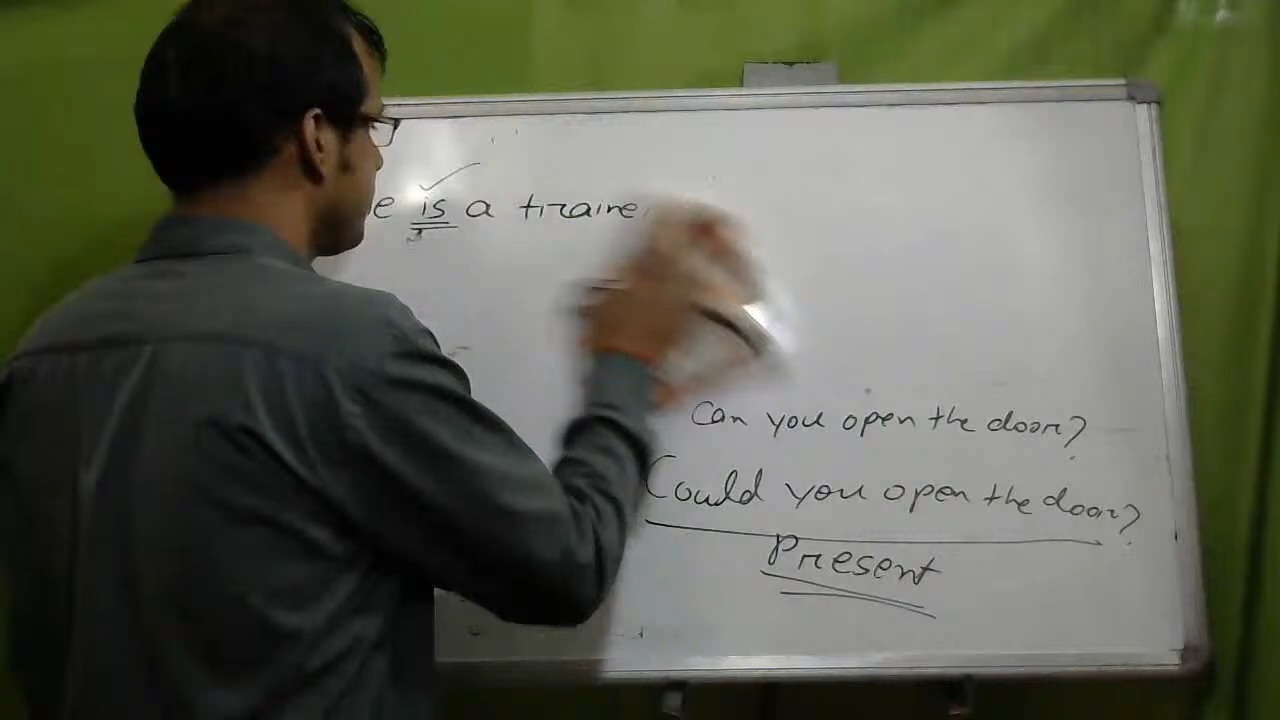 is a traine
Can you open the door?
Could you open the door?
Present